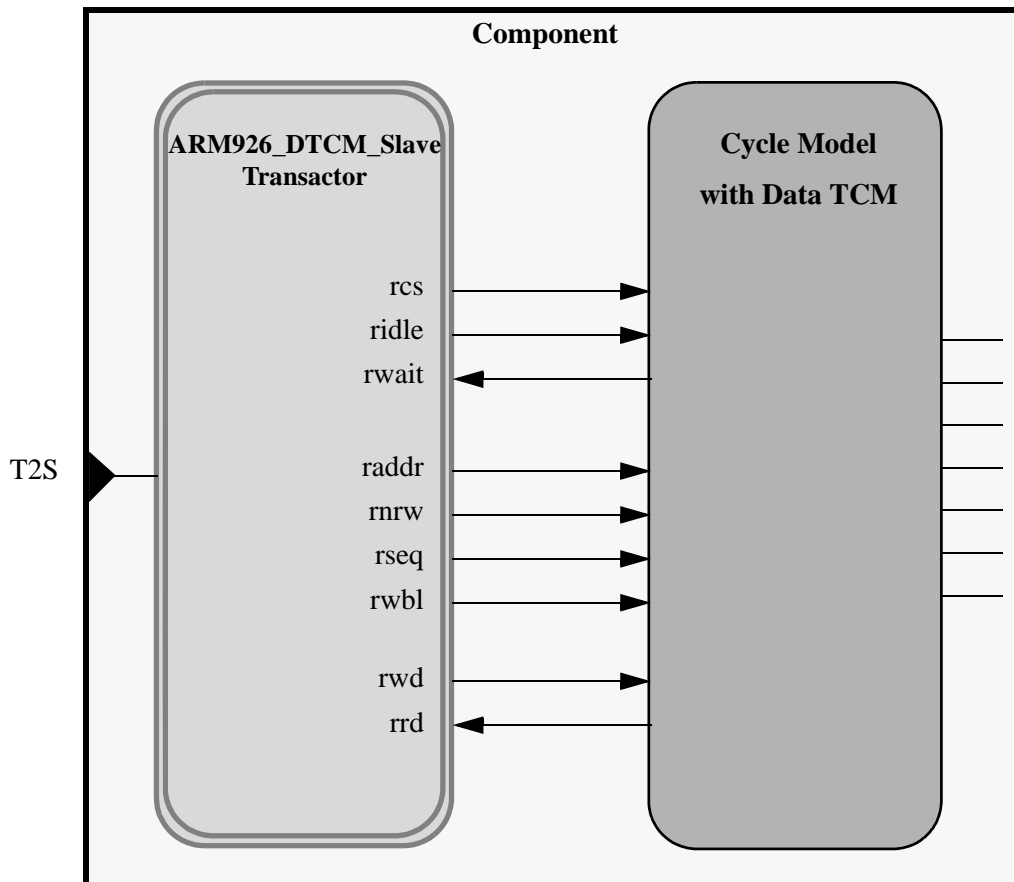 Component
ARM926_DTCM_Slave
Transactor
Cycle Model
with Data TCM
rcs
ridle
rwait
T2S
raddr
rnrw
rseq
rwbl
rwd
rrd